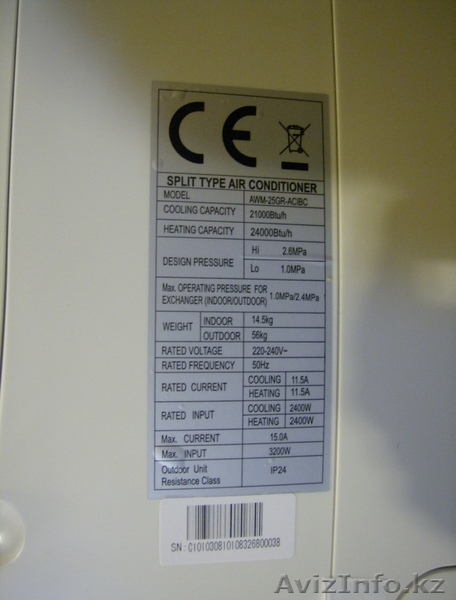 CE
SPLIT TYPE AIR CONDITIONER
MODEL AWM-25GR-ACIBC
COOLING CAPACITY 21000Btu/h
HEATING CAPACITY 24000Btu/h
DESIGN PRESSURE Hi 2.6MPa
Lo 1.0MPa
Max. OPERATING PRESSURE FOR
EXCHANGER (INDOOR/OUTDOOR) 1.0MPa/2.4MPa
WEIGHT INDOOR 14.5kg
OUTDOOR 56kg
RATED VOLTAGE 220-240V~
RATED FREQUENCY 50Hz
RATED CURRENT COOLING 11.5A
HEATING 11.5A
RATED INPUT COOLING 2400W
HEATING 2400W
Max. CURRENT 15.0A
Max. INPUT 3200W
Outdoor Unit
Resistance Class IP24
SN: C101030810108326B00038
AvizInfo.kz